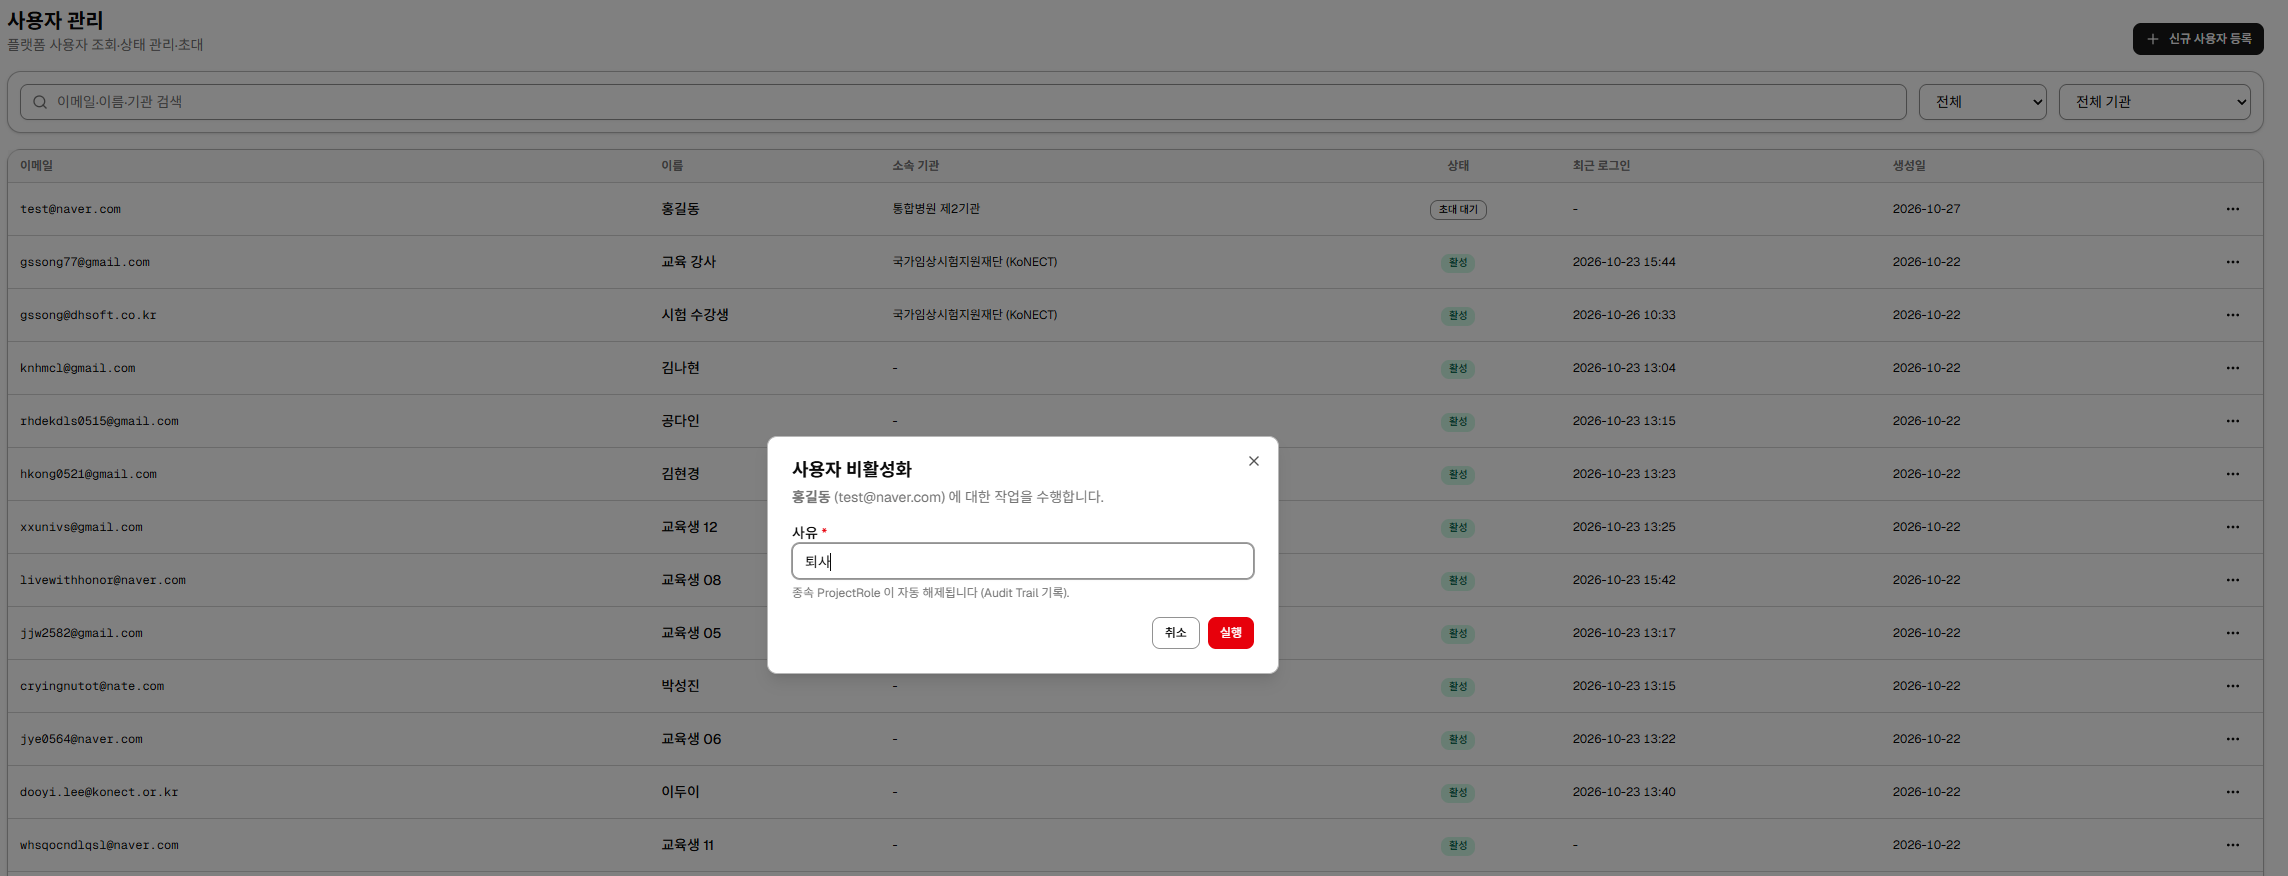 사용자 관리
플랫폼 사용자 조회·상태 관리·초대
신규 사용자 등록
이메일·이름·기관 검색
전체
전체 기관
이메일 이름 소속 기관 상태 최근 로그인 생성일
test@naver.com 홍길동 통합병원 제2기관 초대 대기 - 2026-10-27
gssong77@gmail.com 교육 강사 국가임상시험지원재단 (KoNECT) 활성 2026-10-23 15:44 2026-10-22
gssong@dhsoft.co.kr 시험 수강생 국가임상시험지원재단 (KoNECT) 활성 2026-10-26 10:33 2026-10-22
knhmcl@gmail.com 김나현 - 활성 2026-10-23 13:04 2026-10-22
rhdekdls0515@gmail.com 공다인 - 활성 2026-10-23 13:15 2026-10-22
hkong0521@gmail.com 김현경 활성 2026-10-23 13:23 2026-10-22
xxunivs@gmail.com 교육생 12 활성 2026-10-23 13:25 2026-10-22
livewithhonor@naver.com 교육생 08 활성 2026-10-23 15:42 2026-10-22
jjw2582@gmail.com 교육생 05 활성 2026-10-23 13:17 2026-10-22
cryingnutot@nate.com 박성진 - 활성 2026-10-23 13:15 2026-10-22
jye0564@naver.com 교육생 06 - 활성 2026-10-23 13:22 2026-10-22
dooyi.lee@konect.or.kr 이두이 - 활성 2026-10-23 13:40 2026-10-22
whsqocndlqsl@naver.com 교육생 11 - 활성 - 2026-10-22
사용자 비활성화
홍길동 (test@naver.com) 에 대한 작업을 수행합니다.
사유 *
퇴사
종속 ProjectRole 이 자동 해제됩니다 (Audit Trail 기록).
취소 실행